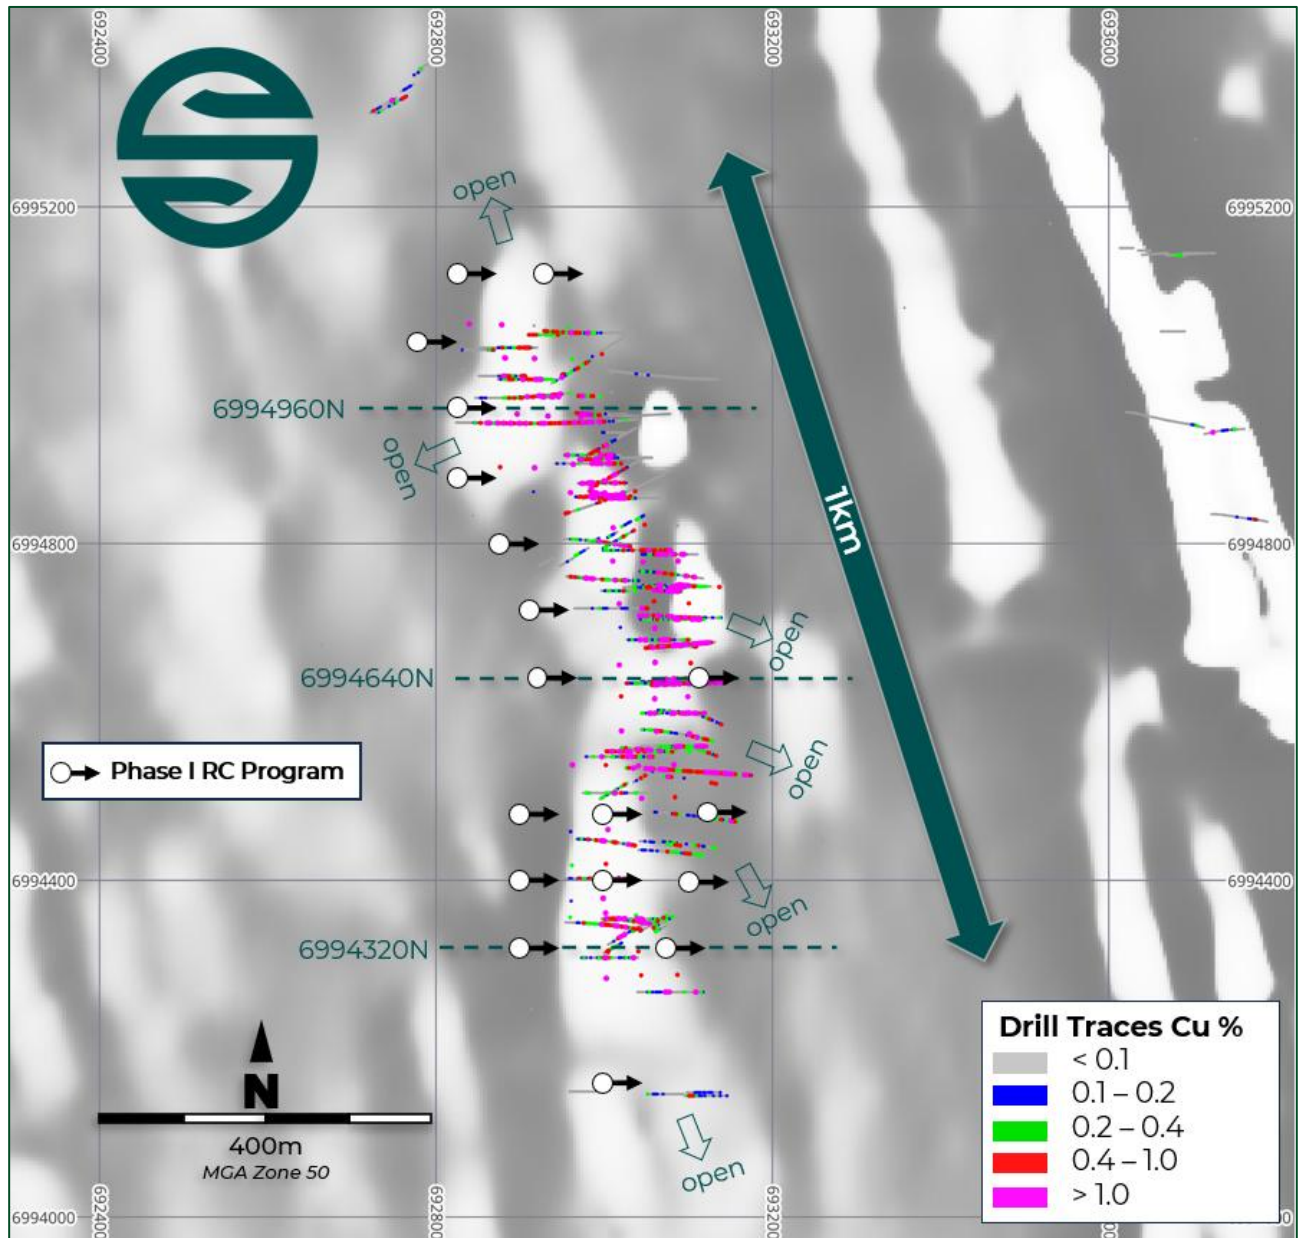 692400
692800
693200
693600
open
6995200
6995200
6994960N
open
1km
6994800
6994800
open
6994640N
Phase I RC Program
open
6994400
6994400
open
6994320N
N
400m
MGA Zone 50
open
Drill Traces Cu %
< 0.1
0.1 – 0.2
0.2 – 0.4
0.4 – 1.0
> 1.0
6994000
692400
692800
693200